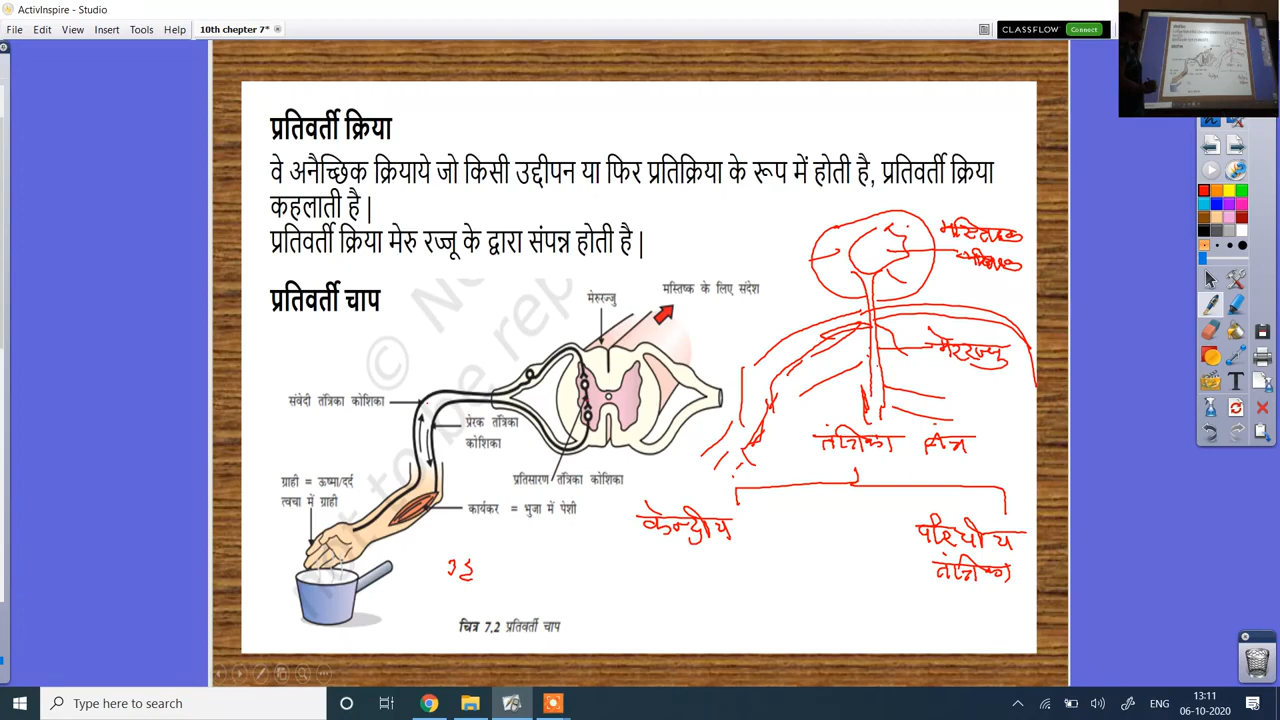 ActivInspire - Studio
File Edit View Insert Tools Help
10th chepter 7*
CLASSFLOW Connect
प्रतिवर्ती क्रिया
वे अनैच्छिक क्रियाये जो किसी उद्दीपन या फिर प्रतिक्रिया के रूप में होती है, प्रतिवर्ती क्रिया
कहलाती है |
प्रतिवर्ती क्रिया मेरु रज्जू के द्वारा संपन्न होती है |
प्रतिवर्ती चाप
मेरुरज्जु
मस्तिष्क के लिए संदेश
संवेदी तंत्रिका कोशिका
प्रेरक तंत्रिका
कोशिका
प्रतिसारण तंत्रिका कोशिका
ग्राही = ऊष्मा/दर्द
त्वचा में ग्राही
कार्यकर = भुजा में पेशी
चित्र 7.2 प्रतिवर्ती चाप
मस्तिष्क
मेरुरज्जु
तंत्रिका तंत्र
केन्द्रीय
परिधीय
तंत्रिका
Type here to search
ENG
13:11
06-10-2020